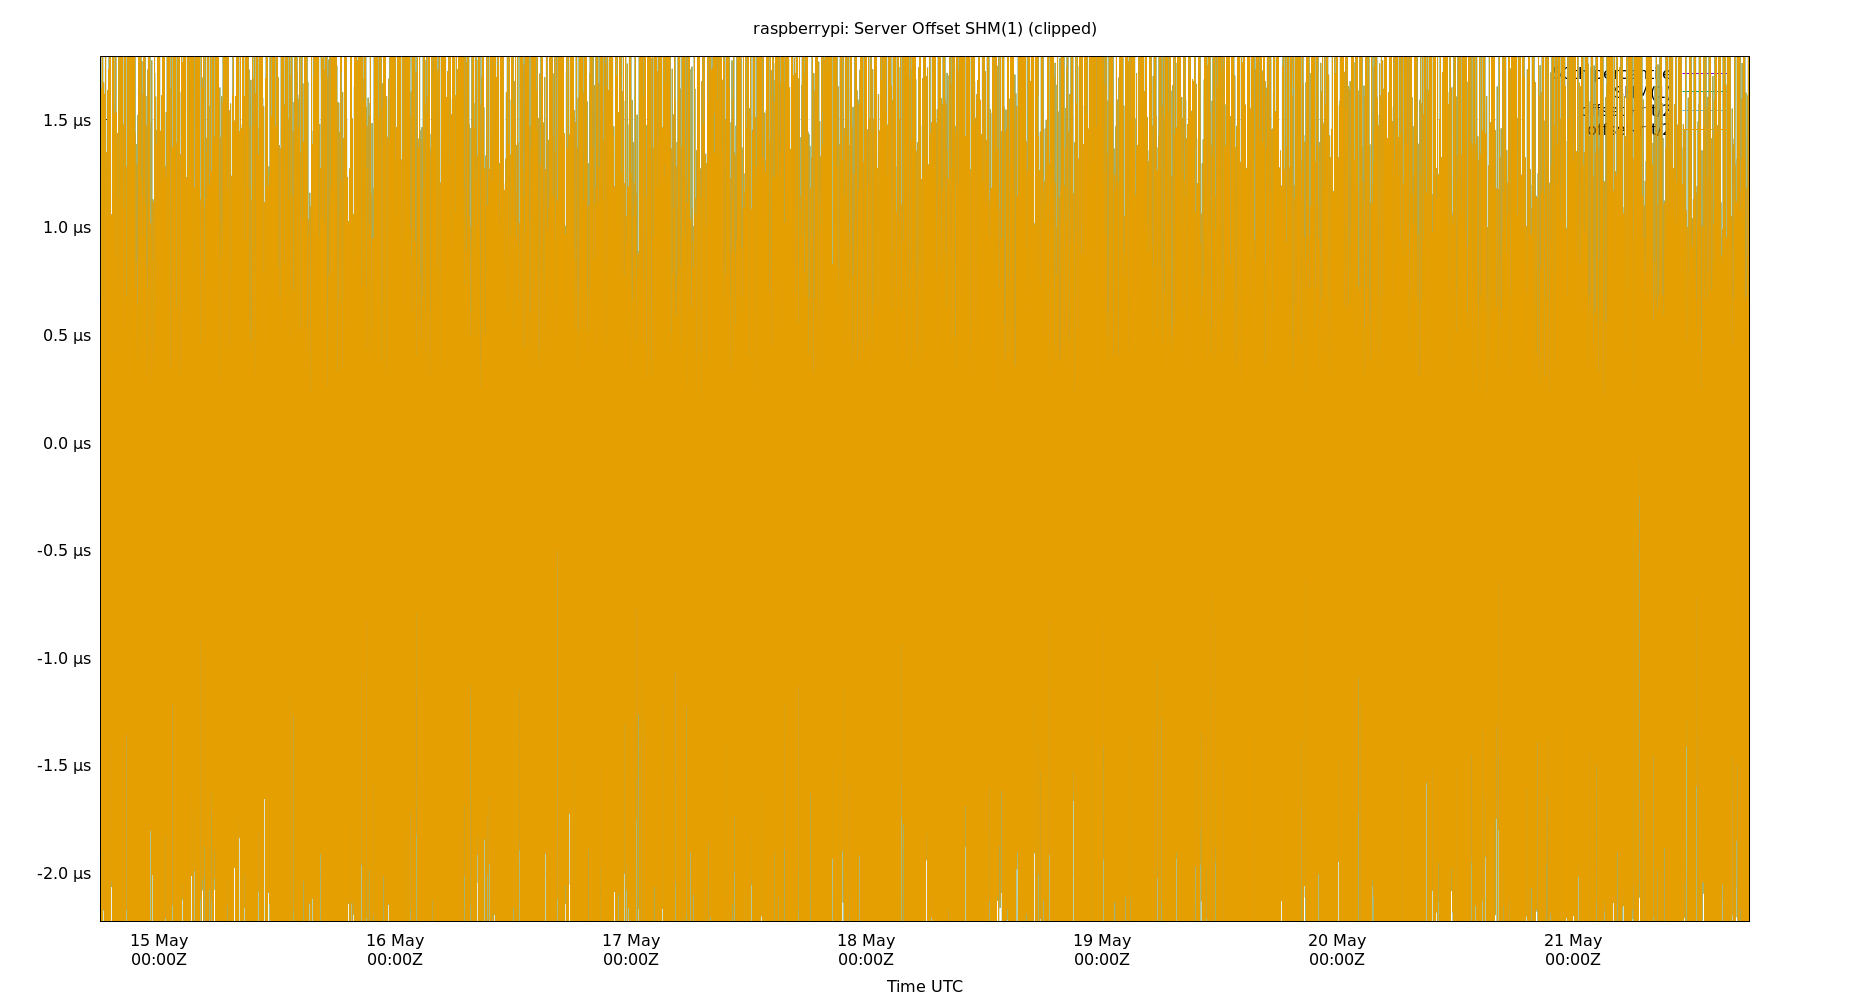 raspberrypi: Server Offset SHM(1) (clipped)
1.5 µs
1.0 µs
0.5 µs
0.0 µs
-0.5 µs
-1.0 µs
-1.5 µs
-2.0 µs
15 May 16 May 17 May 18 May 19 May 20 May 21 May
00:00Z 00:00Z 00:00Z 00:00Z 00:00Z 00:00Z 00:00Z
Time UTC